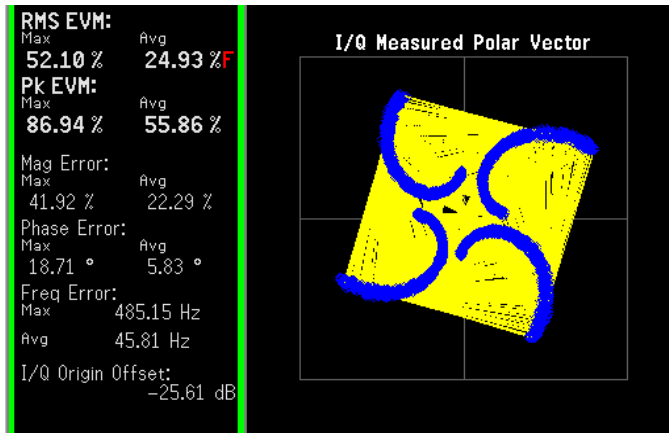 RMS EVM:
Max Avg
52.10 % 24.93 %F
Pk EVM:
Max Avg
86.94 % 55.86 %
Mag Error:
Max Avg
41.92 % 22.29 %
Phase Error:
Max Avg
18.71 ° 5.83 °
Freq Error:
Max 485.15 Hz
Avg 45.81 Hz
I/Q Origin Offset:
-25.61 dB
I/Q Measured Polar Vector